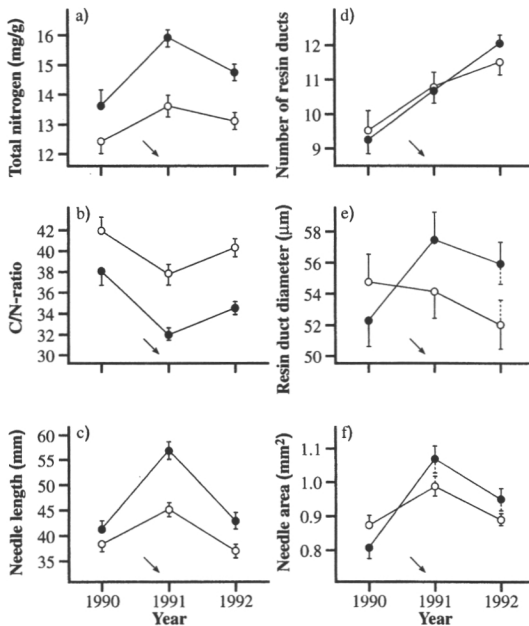 a)
Total nitrogen (mg/g)
16
15
14
13
12
b)
C/N-ratio
42
40
38
36
34
32
30
c)
Needle length (mm)
60
55
50
45
40
35
1990
1991
1992
Year
d)
Number of resin ducts
12
11
10
9
e)
Resin duct diameter (μm)
58
56
54
52
50
f)
Needle area (mm²)
1.1
1.0
0.9
0.8
1990
1991
1992
Year